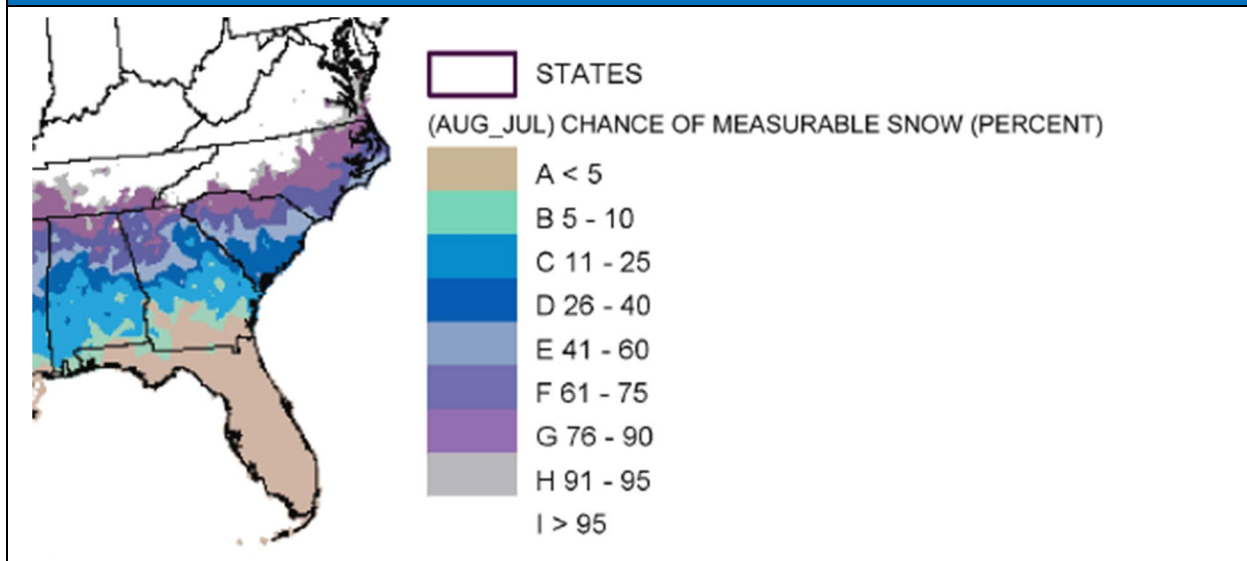 STATES
(AUG_JUL) CHANCE OF MEASURABLE SNOW (PERCENT)
A < 5
B 5 - 10
C 11 - 25
D 26 - 40
E 41 - 60
F 61 - 75
G 76 - 90
H 91 - 95
I > 95